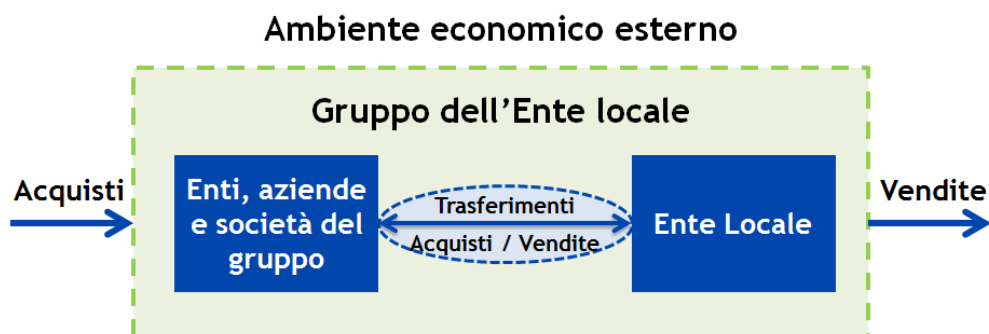 Ambiente economico esterno
Gruppo dell’Ente locale
Acquisti
Enti, aziende
e società del
gruppo
Trasferimenti
Acquisti / Vendite
Ente Locale
Vendite